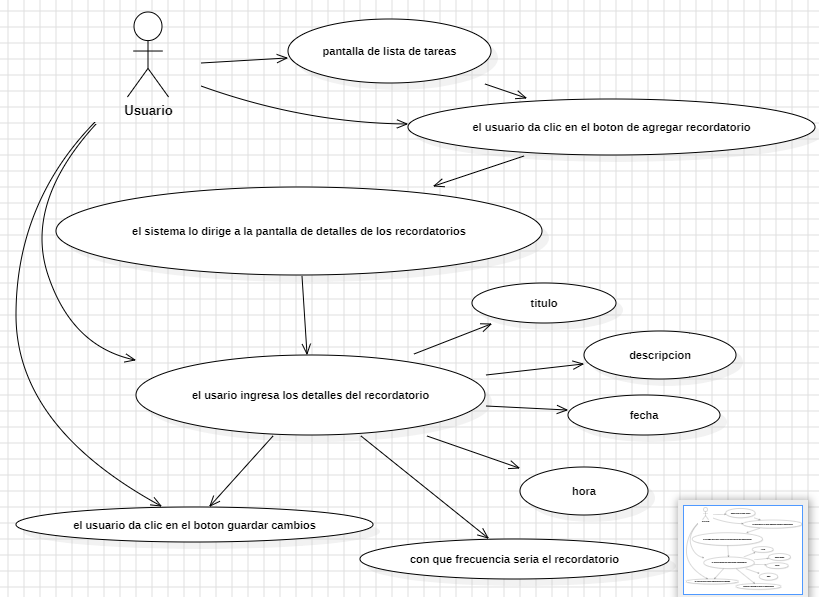 Usuario
pantalla de lista de tareas
el usuario da clic en el boton de agregar recordatorio
el sistema lo dirige a la pantalla de detalles de los recordatorios
titulo
descripcion
el usario ingresa los detalles del recordatorio
fecha
hora
el usuario da clic en el boton guardar cambios
con que frecuencia seria el recordatorio